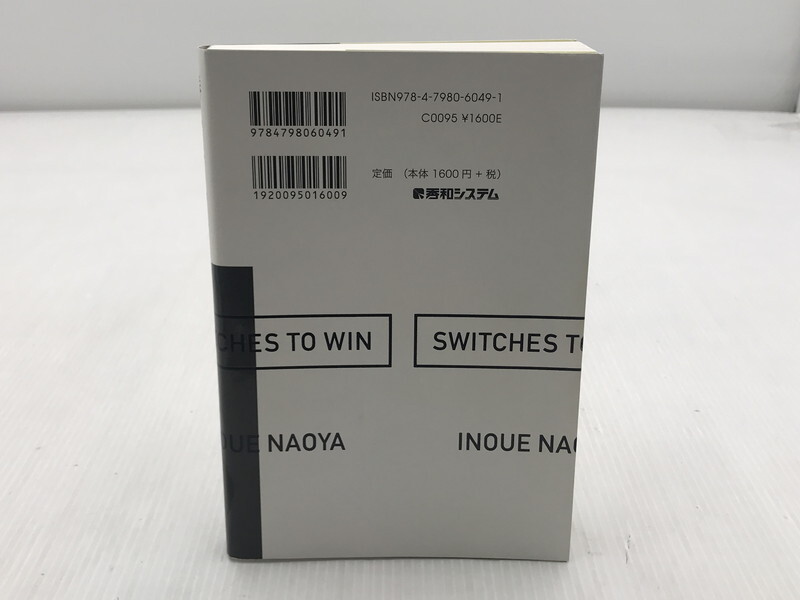 ISBN978-4-7980-6049-1
C0095 ¥1600E
9784798060491
定価 (本体 1600 円 + 税)
1920095016009
秀和システム
CHES TO WIN
SWITCHES TO
INOUE NAOYA
INOUE NAO